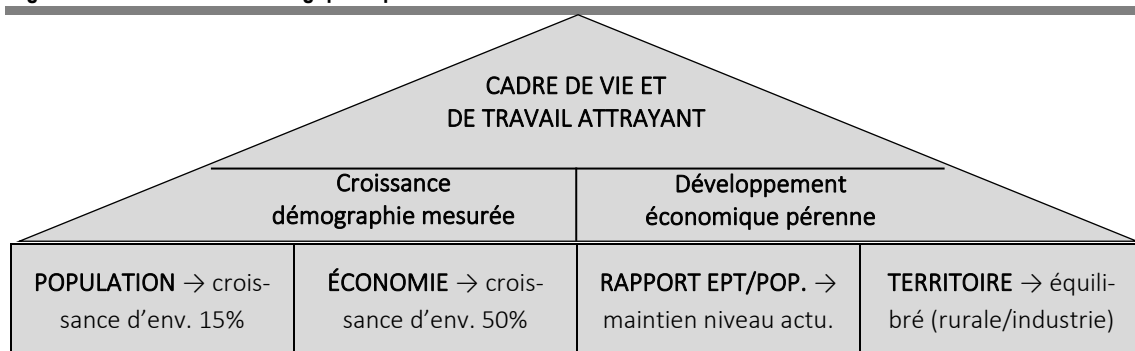 CADRE DE VIE ET
DE TRAVAIL ATTRAYANT
Croissance
démographie mesurée
Développement
économique pérenne
POPULATION → crois-
sance d'env. 15%
ÉCONOMIE → crois-
sance d'env. 50%
RAPPORT EPT/POP. →
maintien niveau actu.
TERRITOIRE → équili-
bré (rurale/industrie)